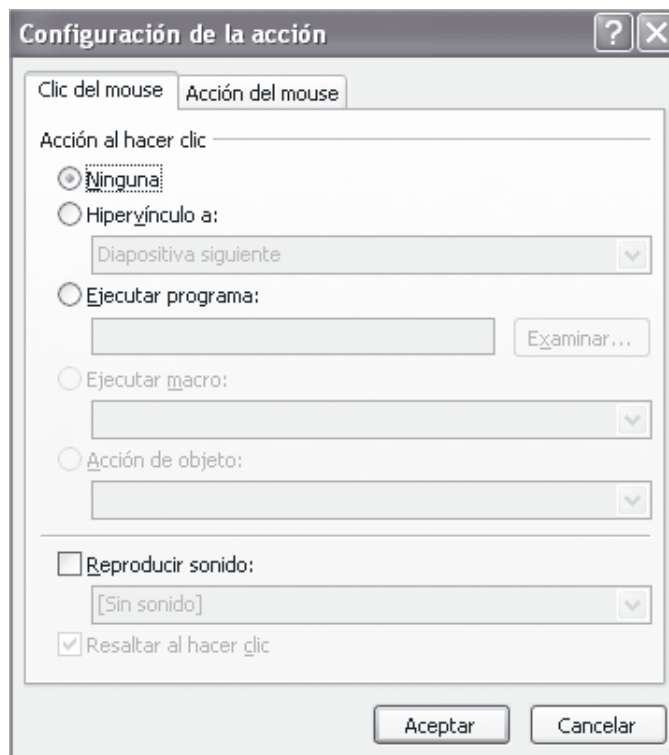 Configuración de la acción
Clic del mouse Acción del mouse
Acción al hacer clic
Ninguna
Hipervínculo a:
Diapositiva siguiente
Ejecutar programa:
Examinar...
Ejecutar macro:
Acción de objeto:
Reproducir sonido:
[Sin sonido]
Resaltar al hacer clic
Aceptar Cancelar